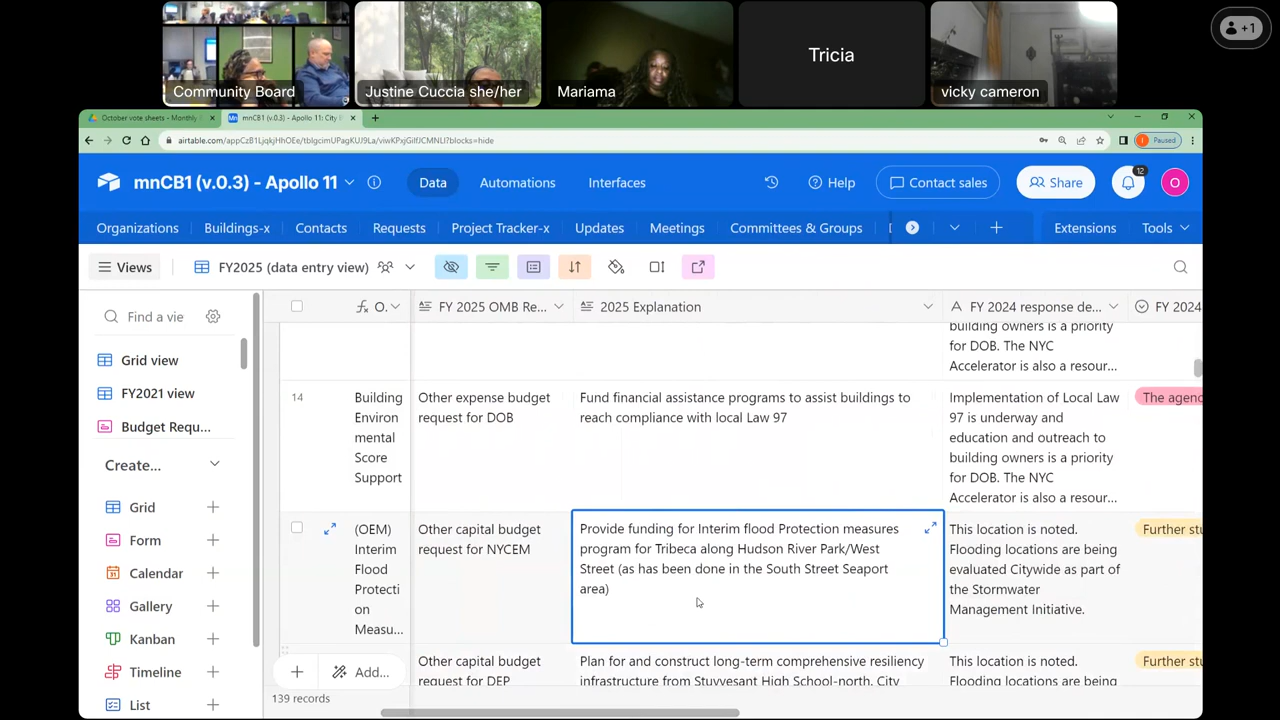 +1
Tricia
Community Board
Justine Cuccia she/her
Mariama
vicky cameron
October vote sheets - Monthly
mnCB1 (v.0.3) - Apollo 11: City B
airtable.com/appCzB1LjqkjHhOEe/tblgcimUPagKUJ9La/viwKPxjGilfJCMNLI?blocks=hide
Paused
mnCB1 (v.0.3) - Apollo 11
Data
Automations
Interfaces
Help
Contact sales
Share
12
O
Organizations
Buildings-x
Contacts
Requests
Project Tracker-x
Updates
Meetings
Committees & Groups
Extensions
Tools
Views
FY2025 (data entry view)
Find a vie
Grid view
FY2021 view
Budget Requ...
Create...
Grid
Form
Calendar
Gallery
Kanban
Timeline
List
O..
FY 2025 OMB Re...
2025 Explanation
FY 2024 response de...
FY 2024
building owners is a priority
for DOB. The NYC
Accelerator is also a resour...
14
Building
Environ
mental
Score
Support
Other expense budget
request for DOB
Fund financial assistance programs to assist buildings to
reach compliance with local Law 97
Implementation of Local Law
97 is underway and
education and outreach to
building owners is a priority
for DOB. The NYC
Accelerator is also a resour...
The agenc
(OEM)
Interim
Flood
Protecti
on
Measu...
Other capital budget
request for NYCEM
Provide funding for Interim flood Protection measures
program for Tribeca along Hudson River Park/West
Street (as has been done in the South Street Seaport
area)
This location is noted.
Flooding locations are being
evaluated Citywide as part of
the Stormwater
Management Initiative.
Further stu
Other capital budget
request for DEP
Plan for and construct long-term comprehensive resiliency
infrastructure from Stuyvesant High School-north. City
This location is noted.
Flooding locations are being
Further stu
Add...
139 records